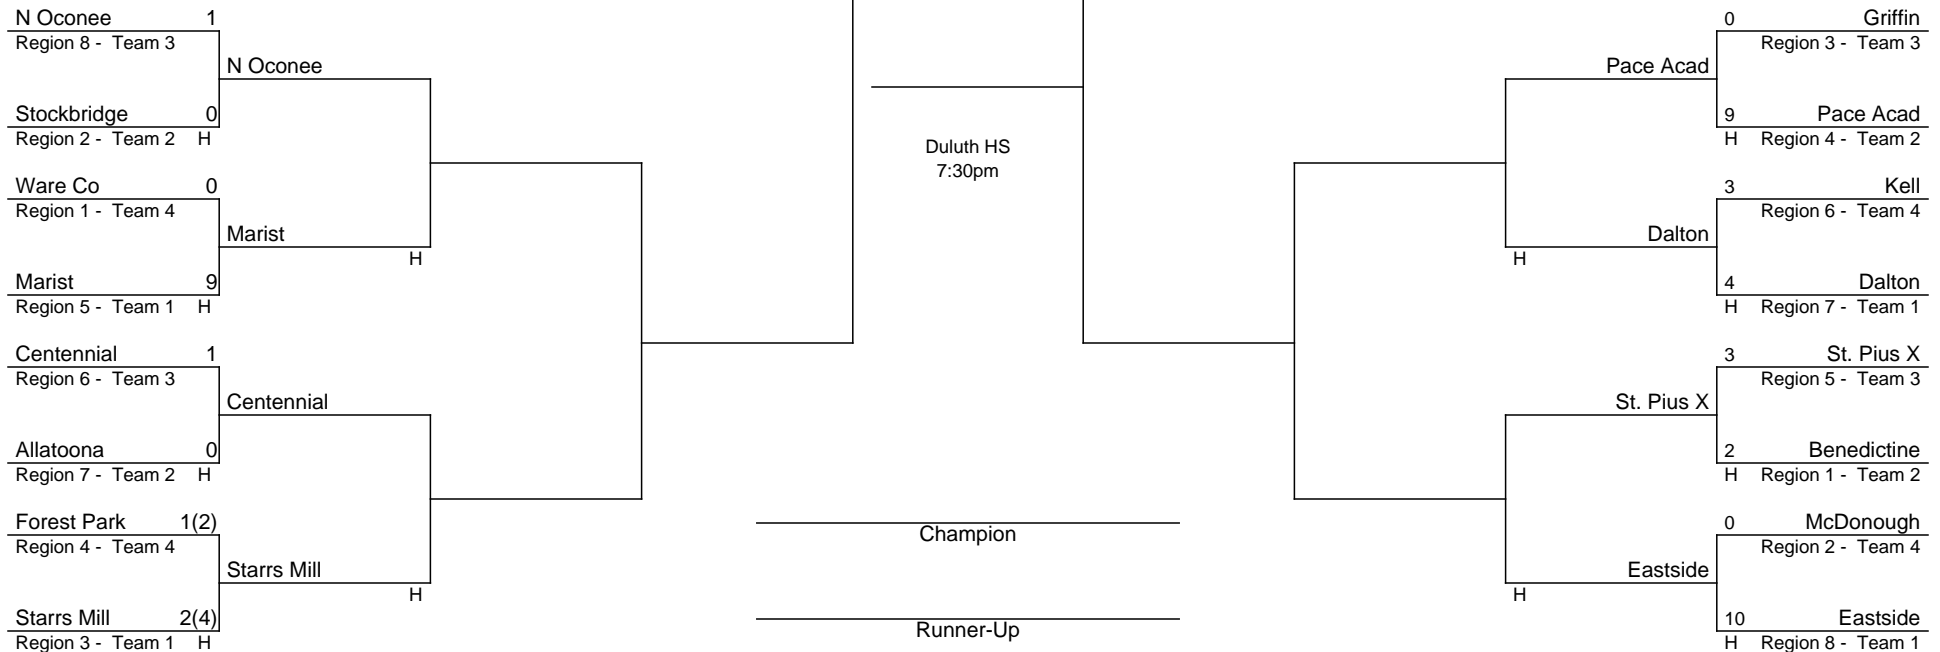 N Oconee 1
Region 8 - Team 3
N Oconee
Stockbridge 0
Region 2 - Team 2 H
Ware Co 0
Region 1 - Team 4
Marist
H
Marist 9
Region 5 - Team 1 H
Centennial 1
Region 6 - Team 3
Centennial
Allatoona 0
Region 7 - Team 2 H
Forest Park 1(2)
Region 4 - Team 4
Starrs Mill
H
Starrs Mill 2(4)
Region 3 - Team 1 H
Duluth HS
7:30pm
Champion
Runner-Up
0 Griffin
Region 3 - Team 3
Pace Acad
9 Pace Acad
H Region 4 - Team 2
3 Kell
Region 6 - Team 4
Dalton
H
4 Dalton
H Region 7 - Team 1
3 St. Pius X
Region 5 - Team 3
St. Pius X
2 Benedictine
H Region 1 - Team 2
0 McDonough
Region 2 - Team 4
Eastside
H
10 Eastside
H Region 8 - Team 1